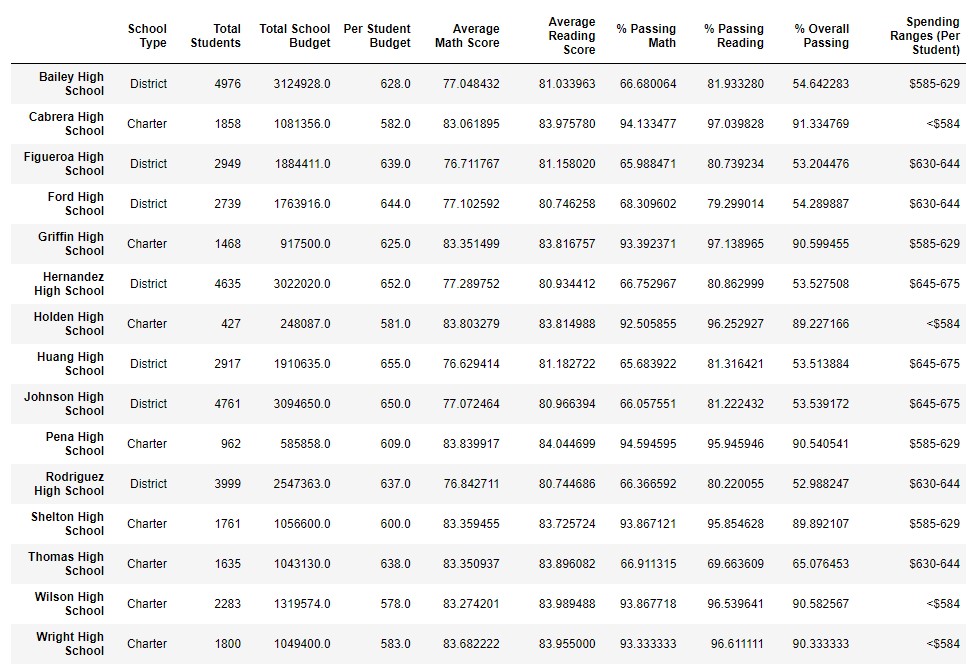 School Type Total Students Total School Budget Per Student Budget Average Math Score Average Reading Score % Passing Math % Passing Reading % Overall Passing Spending Ranges (Per Student)
Bailey High School District 4976 3124928.0 628.0 77.048432 81.033963 66.680064 81.933280 54.642283 $585-629
Cabrera High School Charter 1858 1081356.0 582.0 83.061895 83.975780 94.133477 97.039828 91.334769 <$584
Figueroa High School District 2949 1884411.0 639.0 76.711767 81.158020 65.988471 80.739234 53.204476 $630-644
Ford High School District 2739 1763916.0 644.0 77.102592 80.746258 68.309602 79.299014 54.289887 $630-644
Griffin High School Charter 1468 917500.0 625.0 83.351499 83.816757 93.392371 97.138965 90.599455 $585-629
Hernandez High School District 4635 3022020.0 652.0 77.289752 80.934412 66.752967 80.862999 53.527508 $645-675
Holden High School Charter 427 248087.0 581.0 83.803279 83.814988 92.505855 96.252927 89.227166 <$584
Huang High School District 2917 1910635.0 655.0 76.629414 81.182722 65.683922 81.316421 53.513884 $645-675
Johnson High School District 4761 3094650.0 650.0 77.072464 80.966394 66.057551 81.222432 53.539172 $645-675
Pena High School Charter 962 585858.0 609.0 83.839917 84.044699 94.594595 95.945946 90.540541 $585-629
Rodriguez High School District 3999 2547363.0 637.0 76.842711 80.744686 66.366592 80.220055 52.988247 $630-644
Shelton High School Charter 1761 1056600.0 600.0 83.359455 83.725724 93.867121 95.854628 89.892107 $585-629
Thomas High School Charter 1635 1043130.0 638.0 83.350937 83.896082 66.911315 69.663609 65.076453 $630-644
Wilson High School Charter 2283 1319574.0 578.0 83.274201 83.989488 93.867718 96.539641 90.582567 <$584
Wright High School Charter 1800 1049400.0 583.0 83.682222 83.955000 93.333333 96.611111 90.333333 <$584